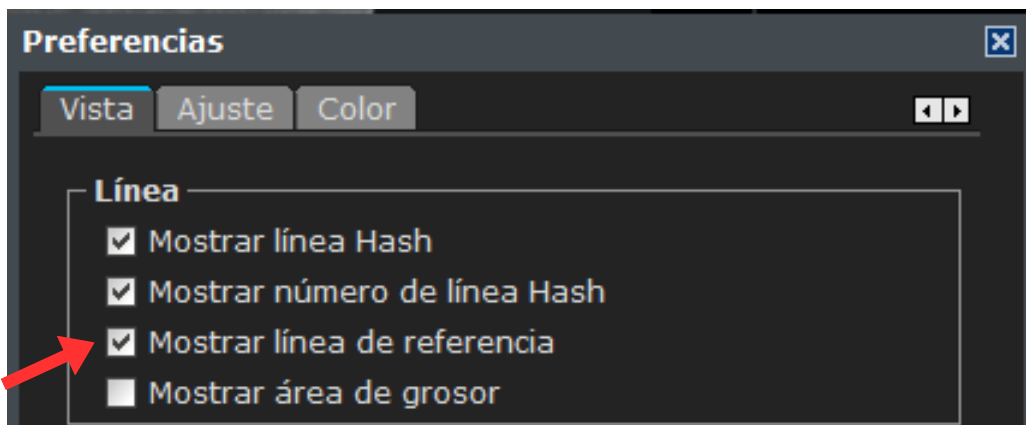 Preferencias
Vista Ajuste Color
Línea
Mostrar línea Hash
Mostrar número de línea Hash
Mostrar línea de referencia
Mostrar área de grosor